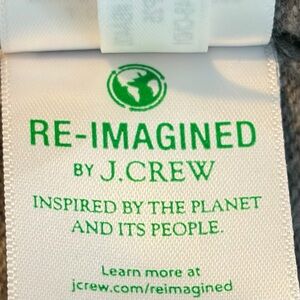 RE-IMAGINED
BY J.CREW
INSPIRED BY THE PLANET
AND ITS PEOPLE.
Learn more at
jcrew.com/reimagined